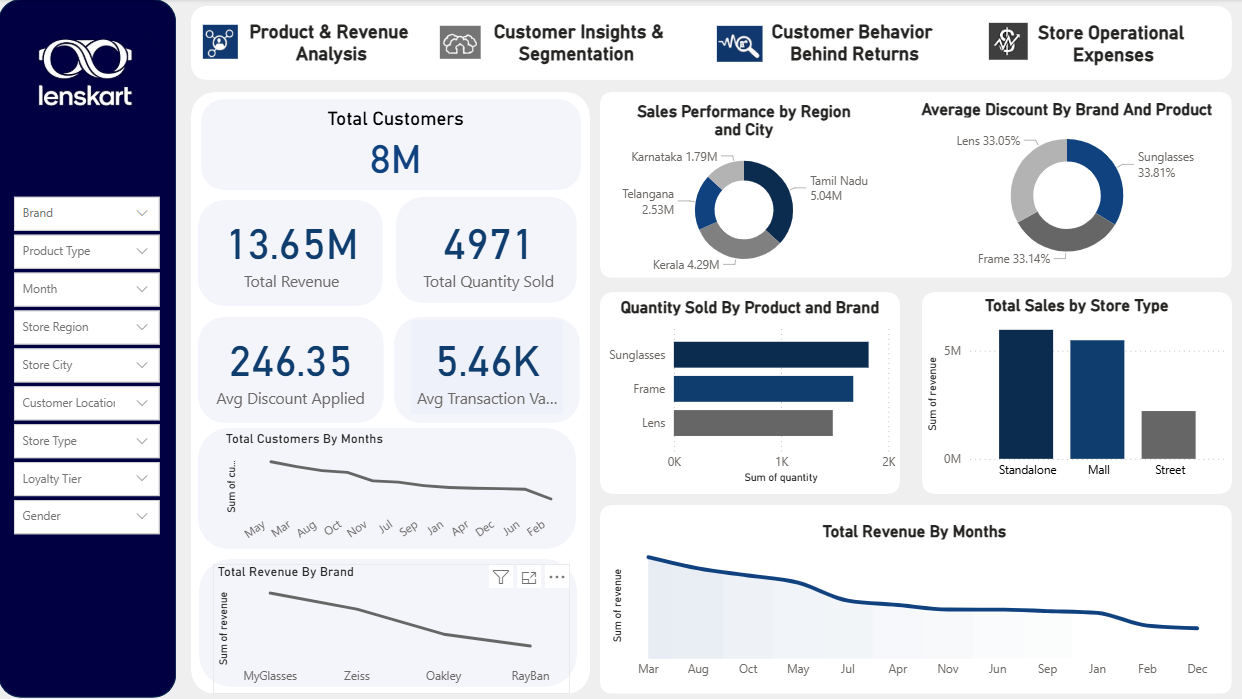 lenskart
Product & Revenue
Analysis
Customer Insights &
Segmentation
Customer Behavior
Behind Returns
Store Operational
Expenses
Brand
Product Type
Month
Store Region
Store City
Customer Location
Store Type
Loyalty Tier
Gender
Total Customers
8M
13.65M
Total Revenue
4971
Total Quantity Sold
246.35
Avg Discount Applied
5.46K
Avg Transaction Va...
Total Customers By Months
Sum of cu...
May Mar Aug Oct Nov Jul Sep Jan Apr Dec Jun Feb
Total Revenue By Brand
Sum of revenue
MyGlasses Zeiss Oakley RayBan
Sales Performance by Region
and City
Karnataka 1.79M
Tamil Nadu
5.04M
Telangana
2.53M
Kerala 4.29M
Average Discount By Brand And Product
Lens 33.05%
Sunglasses
33.81%
Frame 33.14%
Quantity Sold By Product and Brand
Sunglasses
Frame
Lens
0K 1K 2K
Sum of quantity
Total Sales by Store Type
Sum of revenue
5M
0M
Standalone Mall Street
Total Revenue By Months
Sum of revenue
Mar Aug Oct May Jul Apr Nov Jun Sep Jan Feb Dec